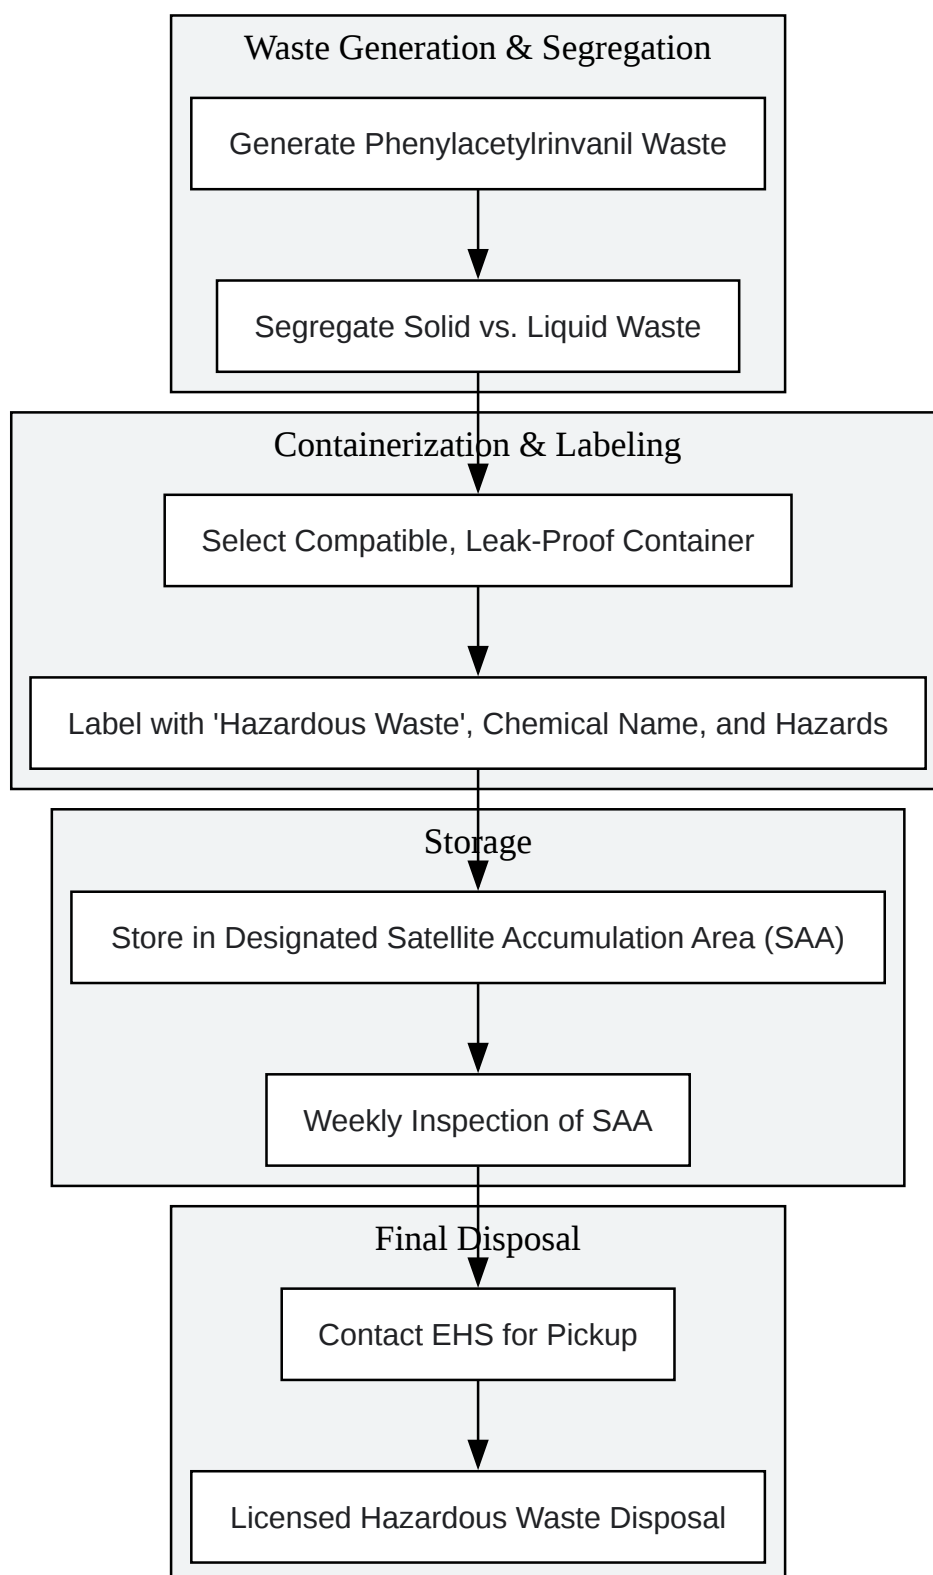 Waste Generation & Segregation
Generate Phenylacetylrinvanil Waste
Segregate Solid vs. Liquid Waste
Containerization & Labeling
Select Compatible, Leak-Proof Container
Label with 'Hazardous Waste', Chemical Name, and Hazards
Storage
Store in Designated Satellite Accumulation Area (SAA)
Weekly Inspection of SAA
Final Disposal
Contact EHS for Pickup
Licensed Hazardous Waste Disposal